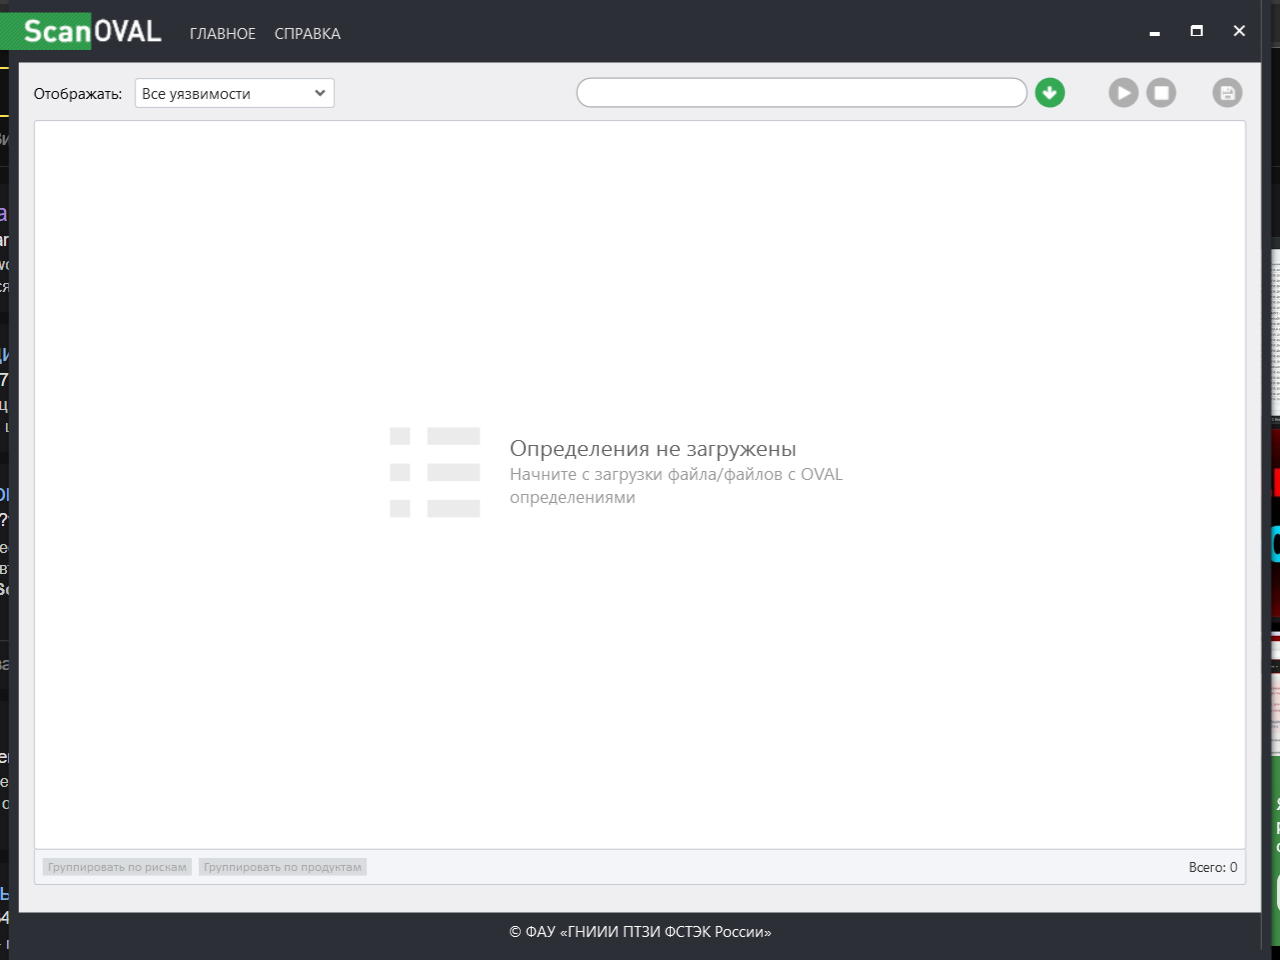 ScanOVAL ГЛАВНОЕ СПРАВКА
Отображать: Все уязвимости
Определения не загружены
Начните с загрузки файла/файлов с OVAL
определениями
Группировать по рискам Группировать по продуктам Всего: 0
© ФАУ «ГНИИИ ПТЗИ ФСТЭК России»